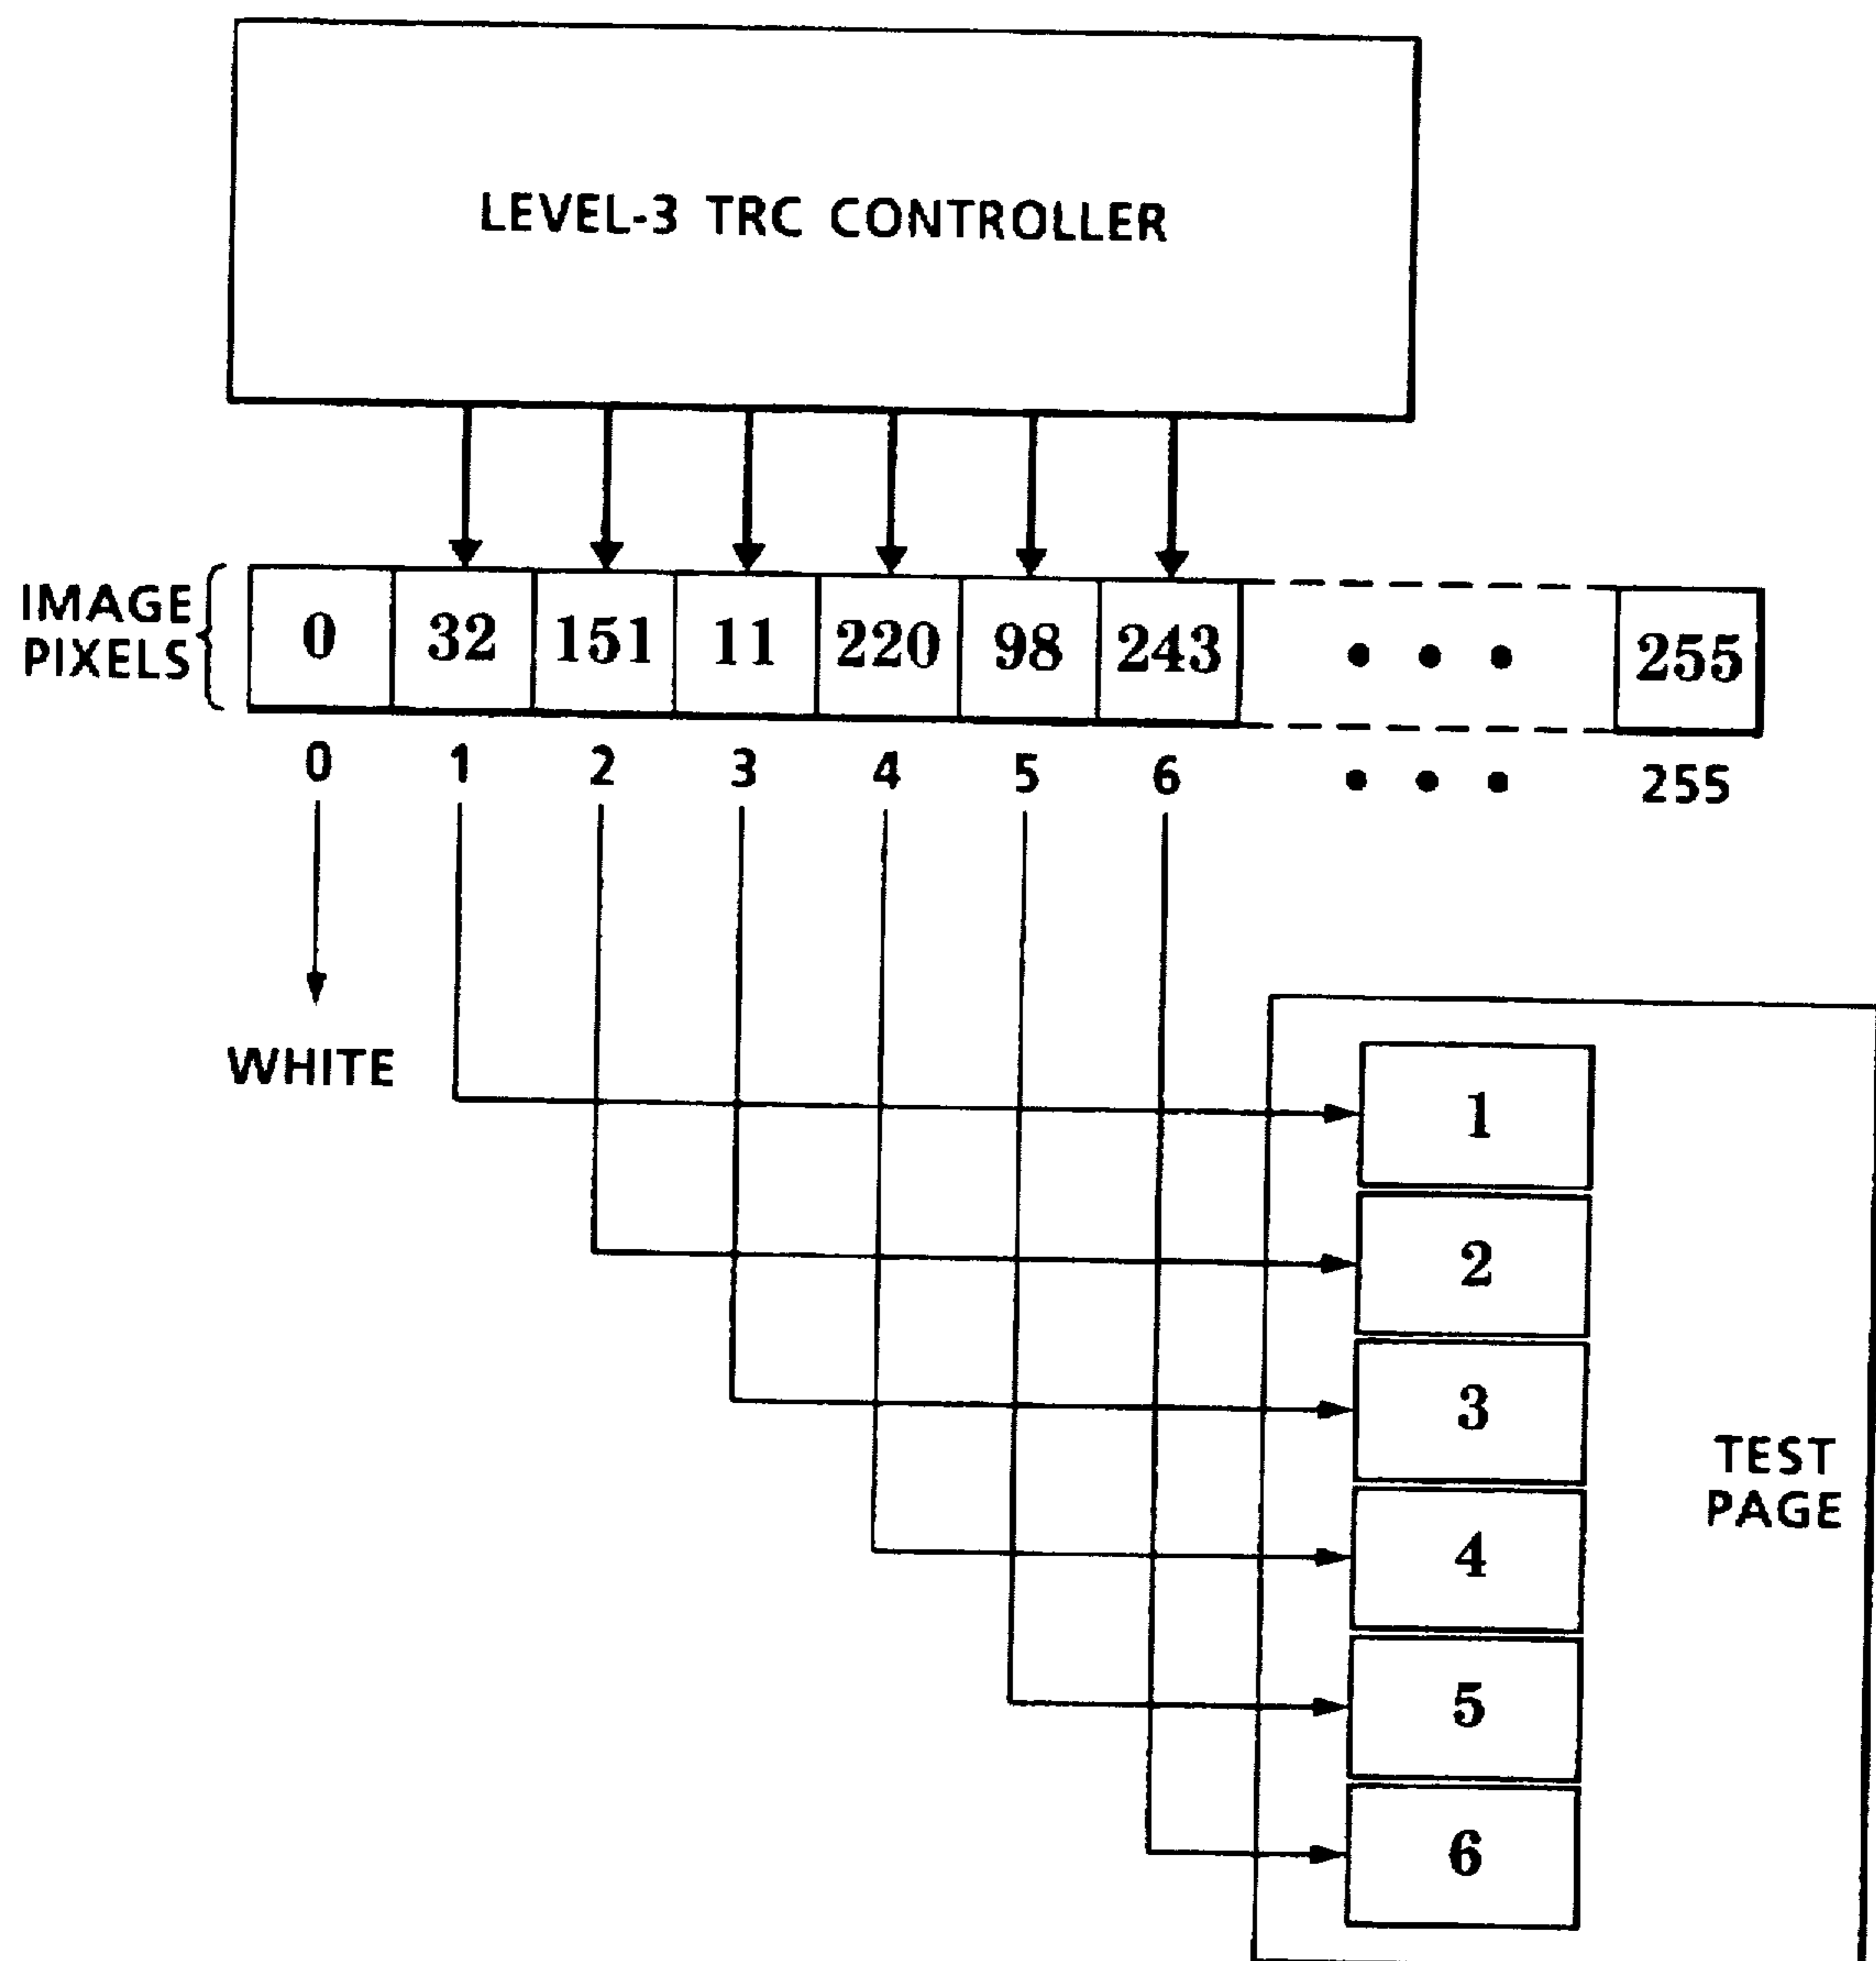 LEVEL-3 TRC CONTROLLER
IMAGE
PIXELS
0 32 151 11 220 98 243 • • • 255
0 1 2 3 4 5 6 • • • 255
WHITE
1
2
3
4
5
6
TEST
PAGE